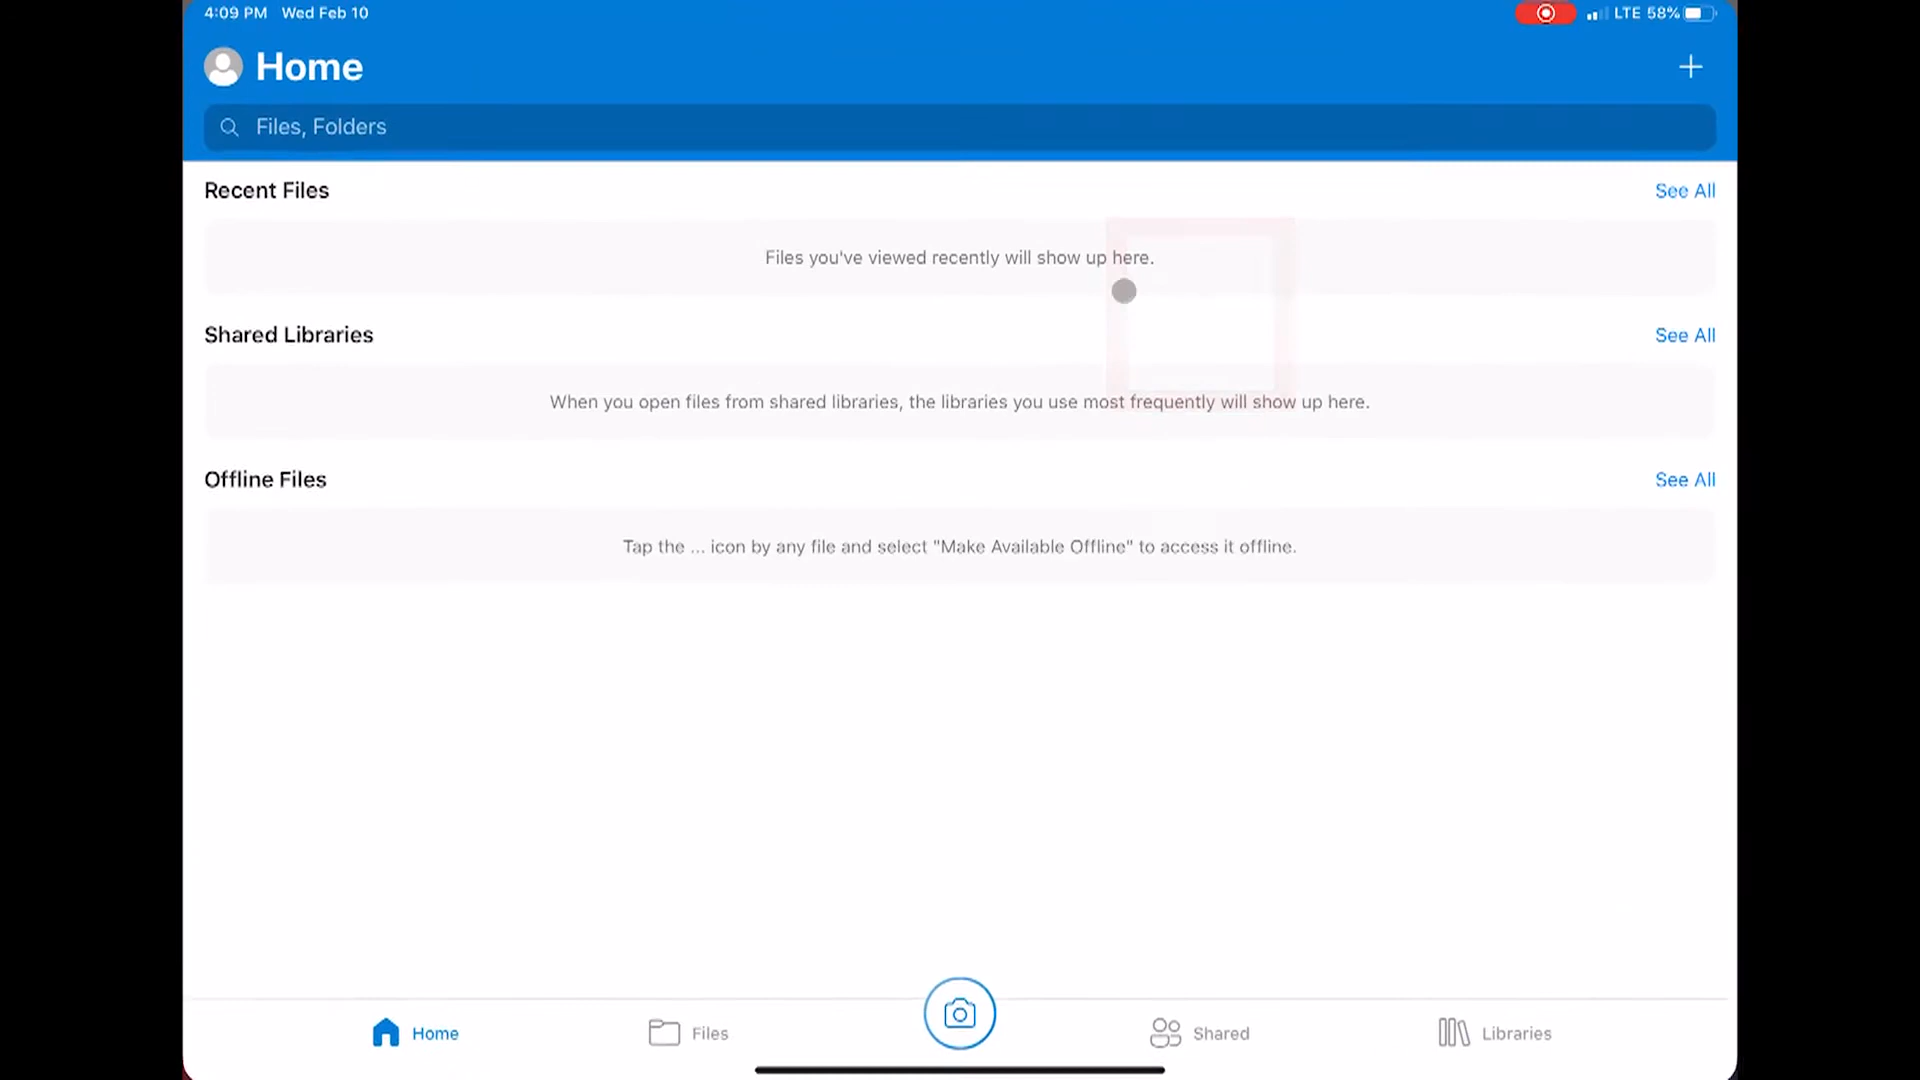 4:09 PM Wed Feb 10
LTE 58%
Home
Files, Folders
Recent Files
See All
Files you've viewed recently will show up here.
Shared Libraries
See All
When you open files from shared libraries, the libraries you use most frequently will show up here.
Offline Files
See All
Tap the ... icon by any file and select "Make Available Offline" to access it offline.
Home
Files
Shared
Libraries